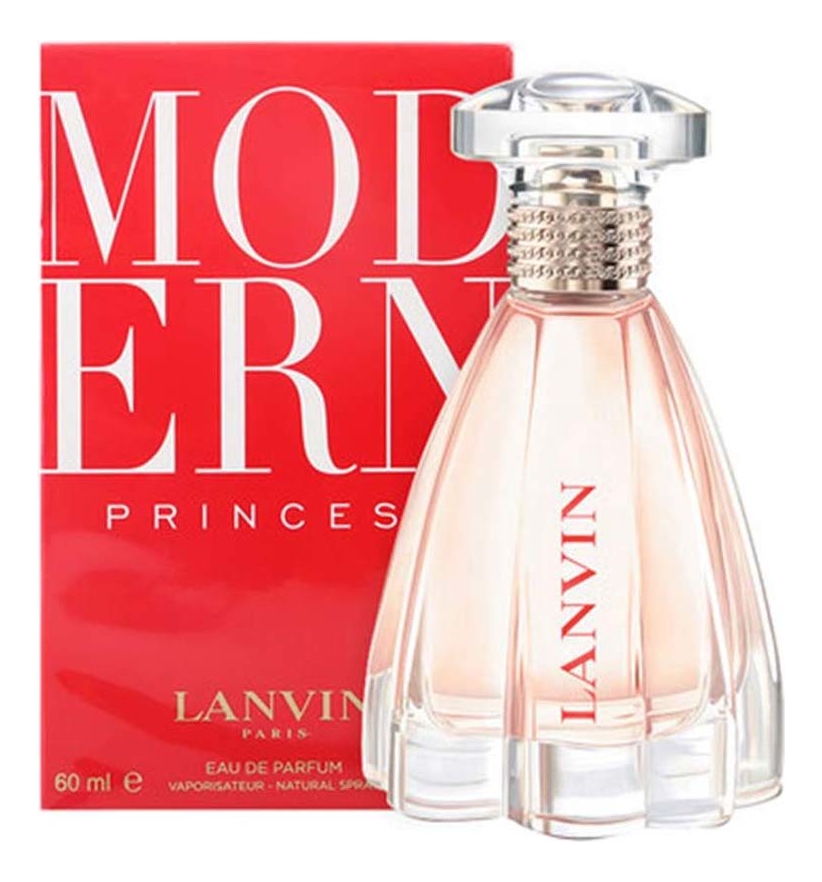 MOD
ERN
PRINCES
LANVIN
PARIS
60 ml e
EAU DE PARFUM
VAPORISATEUR - NATURAL SPRA
LANVIN